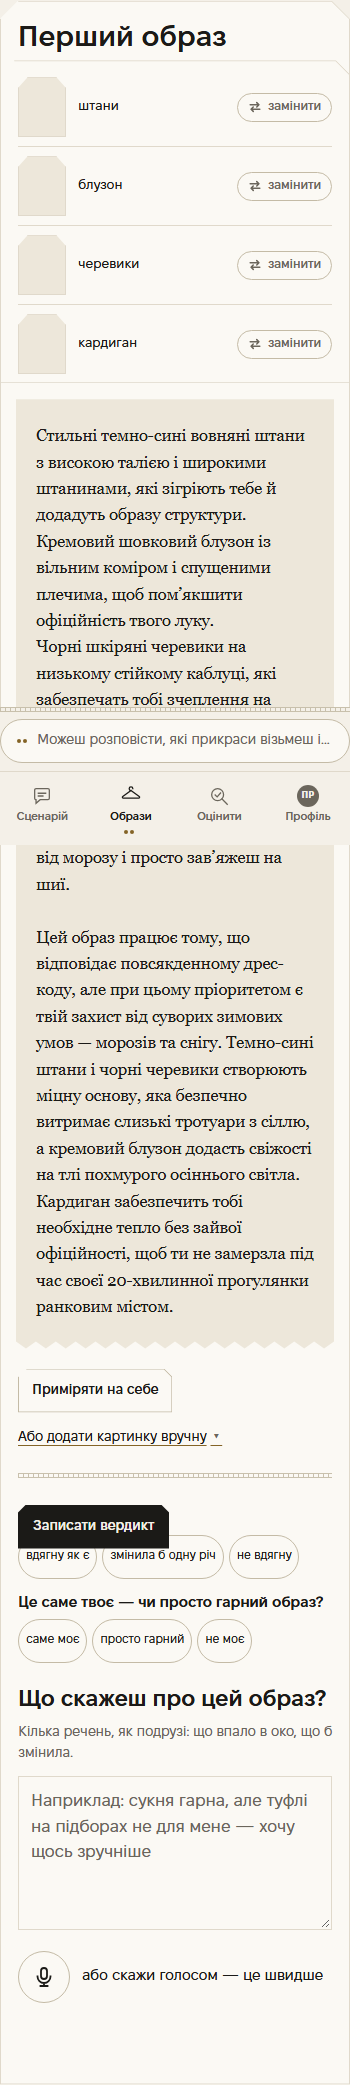 Перший образ
штани
замінити
блузон
замінити
черевики
замінити
кардиган
замінити
Стильні темно-сині вовняні штани
з високою талією і широкими
штанинами, які зігріють тебе й
додадуть образу структури.
Кремовий шовковий блузон із
вільним коміром і спущеними
плечима, щоб пом’якшити
офіційність твого луку.
Чорні шкіряні черевики на
низькому стійкому каблуці, які
забезпечать тобі зчеплення на
Можеш розповісти, які прикраси візьмеш і...
Сценарій
Образи
Оцінити
ПР
Профіль
від морозу і просто зав’яжеш на
шиї.
Цей образ працює тому, що
відповідає повсякденному дрес-
коду, але при цьому пріоритетом є
твій захист від суворих зимових
умов — морозів та снігу. Темно-сині
штани і чорні черевики створюють
міцну основу, яка безпечно
витримає слизькі тротуари з сіллю,
а кремовий блузон додасть свіжості
на тлі похмурого осіннього світла.
Кардиган забезпечить тобі
необхідне тепло без зайвої
офіційності, щоб ти не замерзла під
час своєї 20-хвилинної прогулянки
ранковим містом.
Приміряти на себе
Або додати картинку вручну
Записати вердикт
вдягну як є
змінила б одну річ
не вдягну
Це саме твоє — чи просто гарний образ?
саме моє
просто гарний
не моє
Що скажеш про цей образ?
Кілька речень, як подрузі: що впало в око, що б
змінила.
Наприклад: сукня гарна, але туфлі
на підборах не для мене — хочу
щось зручніше
або скажи голосом — це швидше